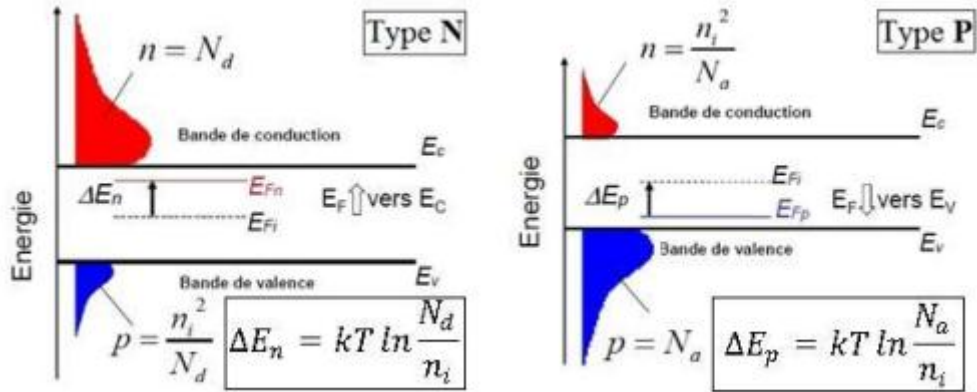 Type N
n = N_d
Bande de conduction
E_c
ΔE_n
E_Fn
E_Fi
E_F ⇧ vers E_C
Energie
E_v
Bande de valence
p = n_i^2 / N_d
ΔE_n = kT ln N_d / n_i
Type P
n = n_i^2 / N_a
Bande de conduction
E_c
E_Fi
ΔE_p
E_Fp
E_F ⇩ vers E_V
Energie
E_v
Bande de valence
p = N_a
ΔE_p = kT ln N_a / n_i